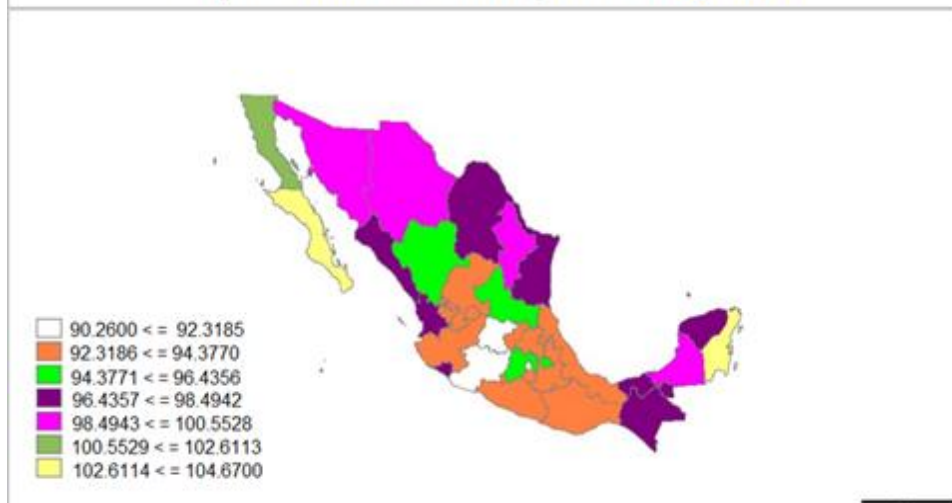 90.2600 < = 92.3185
92.3186 <= 94.3770
94.3771 <= 96.4356
96.4357 <= 98.4942
98.4943 <= 100.5528
100.5529 <= 102.6113
102.6114 < = 104.6700